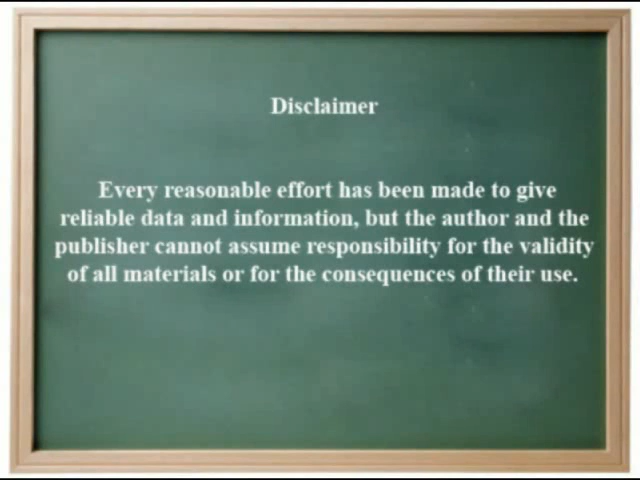 Disclaimer
Every reasonable effort has been made to give
reliable data and information, but the author and the
publisher cannot assume responsibility for the validity
of all materials or for the consequences of their use.